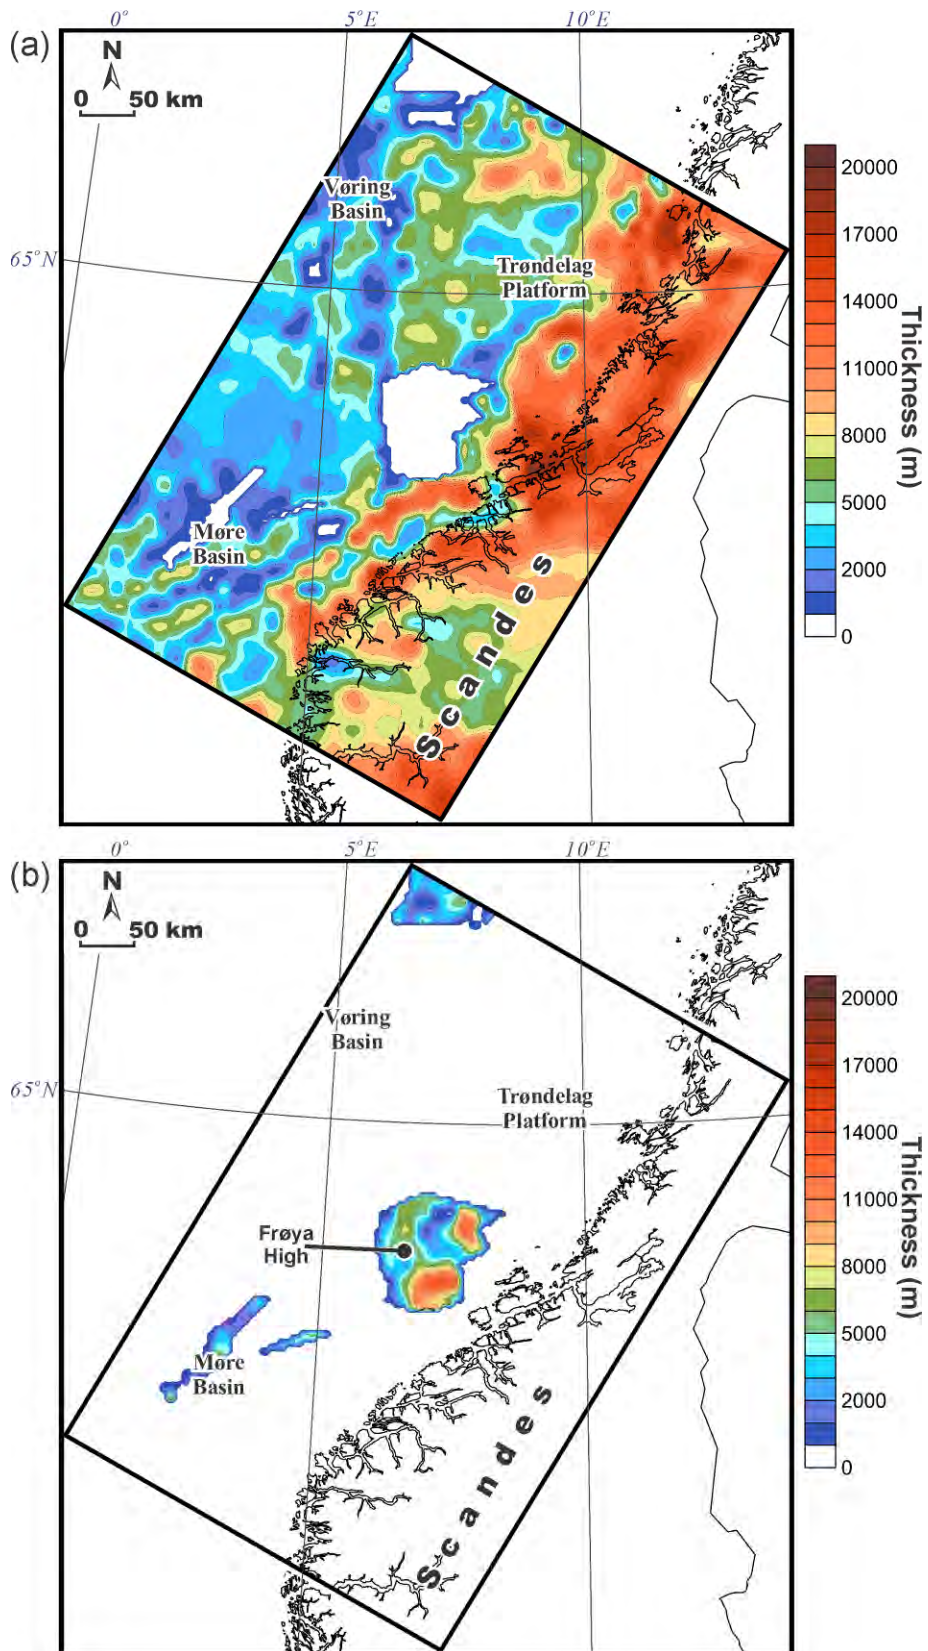 0° 5°E 10°E
(a)
N
0 50 km
20000
Vøring
Basin
17000
65°N
Trøndelag
Platform
14000
11000
Thickness (m)
8000
5000
Møre
Basin
2000
Scandes
0
0° 5°E 10°E
(b)
N
0 50 km
20000
Vøring
Basin
17000
65°N
Trøndelag
Platform
14000
11000
Thickness (m)
Frøya
High
8000
5000
Møre
Basin
2000
Scandes
0